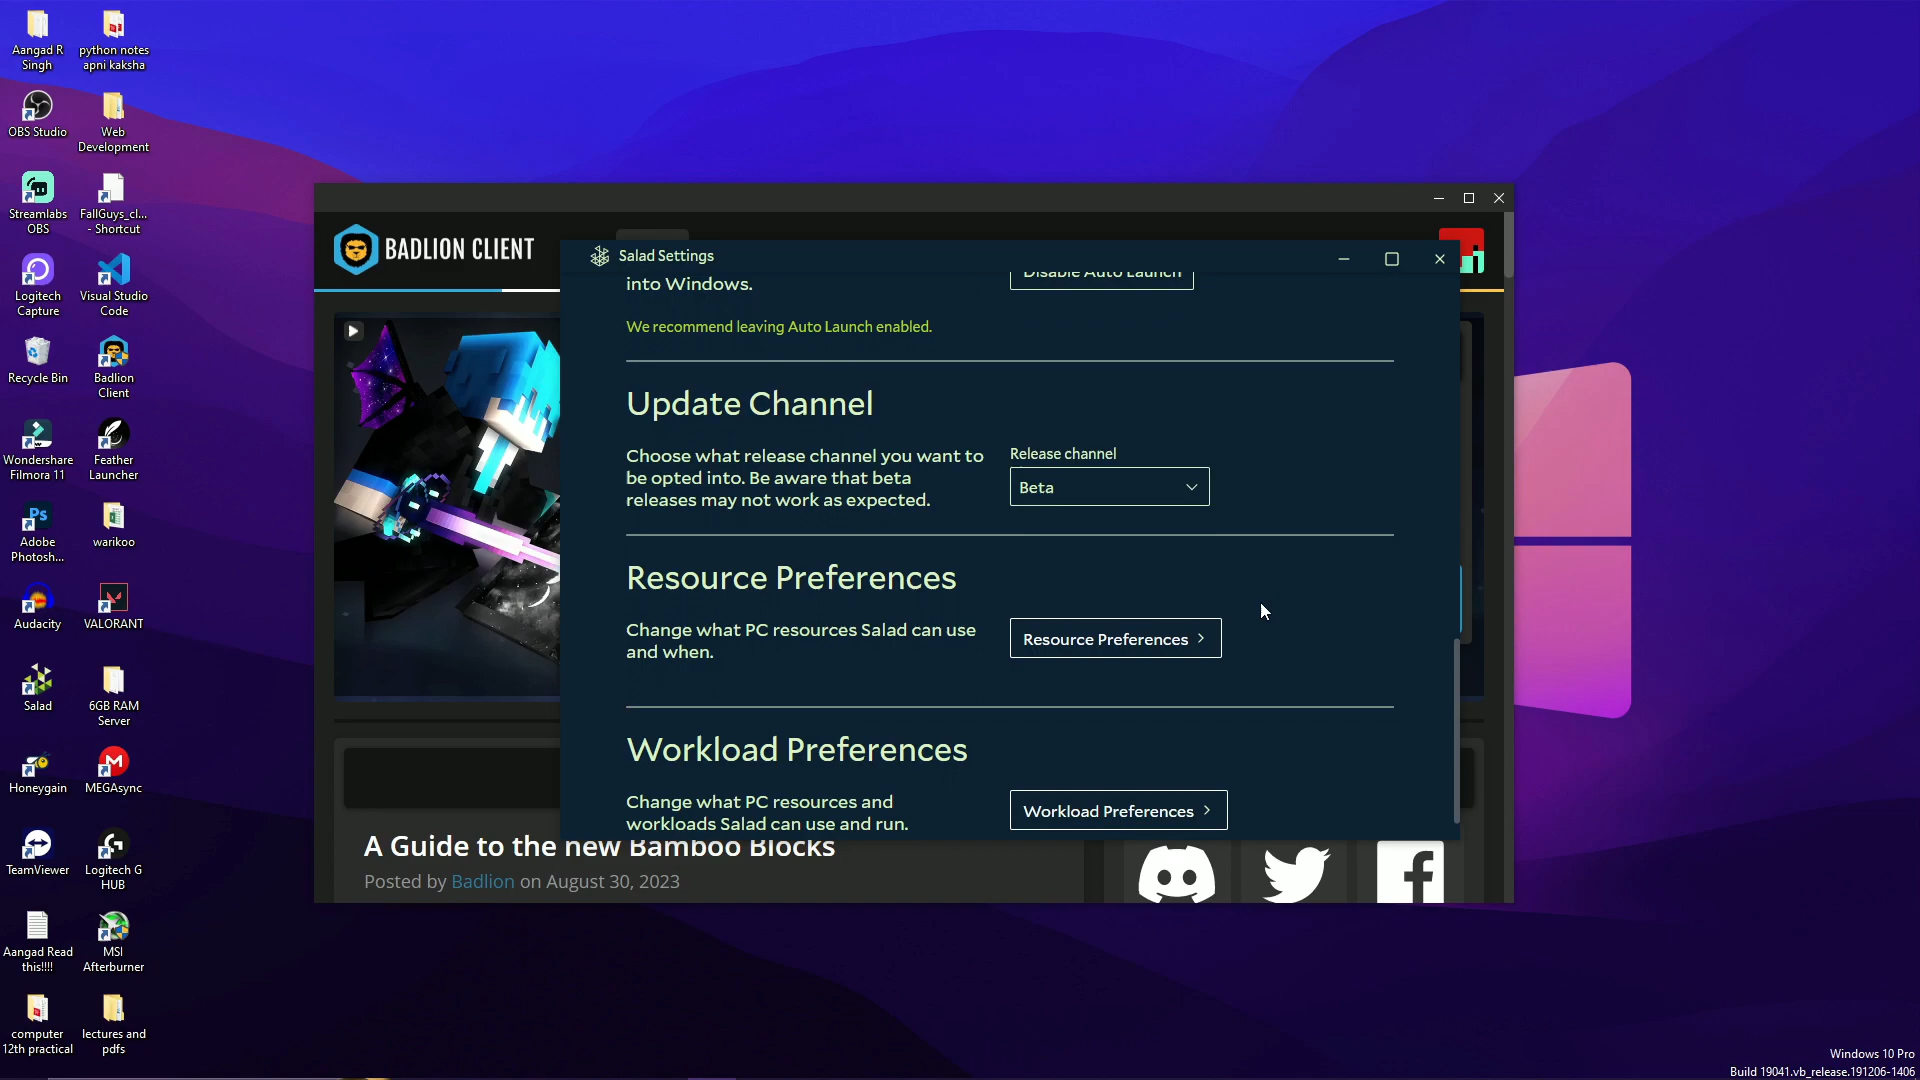 Aangad R
Singh
python notes
apni kaksha
OBS Studio
Web
Development
Streamlabs
OBS
FallGuys_cl...
- Shortcut
Logitech
Capture
Visual Studio
Code
Recycle Bin
Badlion
Client
Wondershare
Filmora 11
Feather
Launcher
Ps
Adobe
Photosh...
warikoo
Audacity
VALORANT
Salad
6GB RAM
Server
Honeygain
MEGAsync
TeamViewer
Logitech G
HUB
Aangad Read
this!!!!
MSI
Afterburner
computer
12th practical
lectures and
pdfs
BADLION CLIENT
Salad Settings
into Windows.
Disable Auto Launch
We recommend leaving Auto Launch enabled.
Update Channel
Choose what release channel you want to
be opted into. Be aware that beta
releases may not work as expected.
Release channel
Beta
Resource Preferences
Change what PC resources Salad can use
and when.
Resource Preferences >
Workload Preferences
Change what PC resources and
workloads Salad can use and run.
Workload Preferences >
A Guide to the new Bamboo Blocks
Posted by Badlion on August 30, 2023
Windows 10 Pro
Build 19041.vb_release.191206-1406